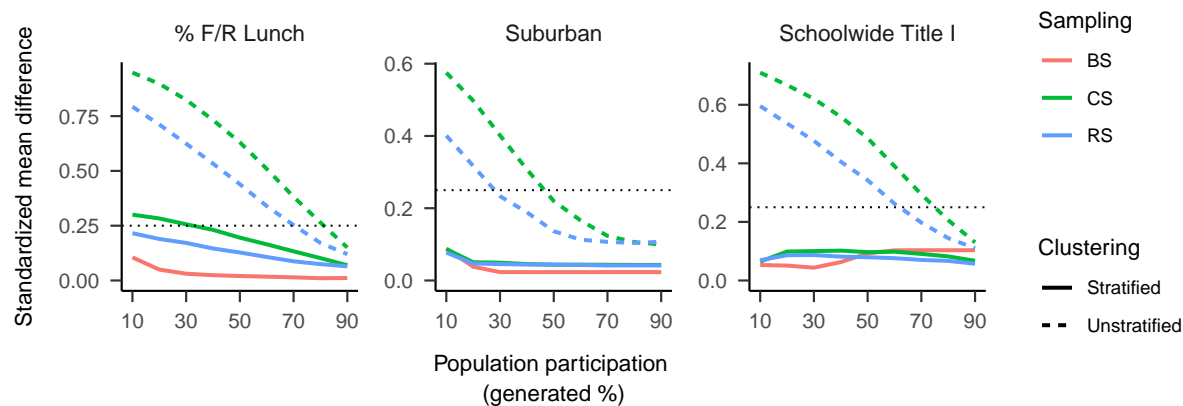 % F/R Lunch
Suburban
Schoolwide Title I
Standardized mean difference
0.75
0.50
0.25
0.00
0.6
0.4
0.2
0.0
0.6
0.4
0.2
0.0
10 30 50 70 90
10 30 50 70 90
10 30 50 70 90
Population participation
(generated %)
Sampling
BS
CS
RS
Clustering
Stratified
Unstratified